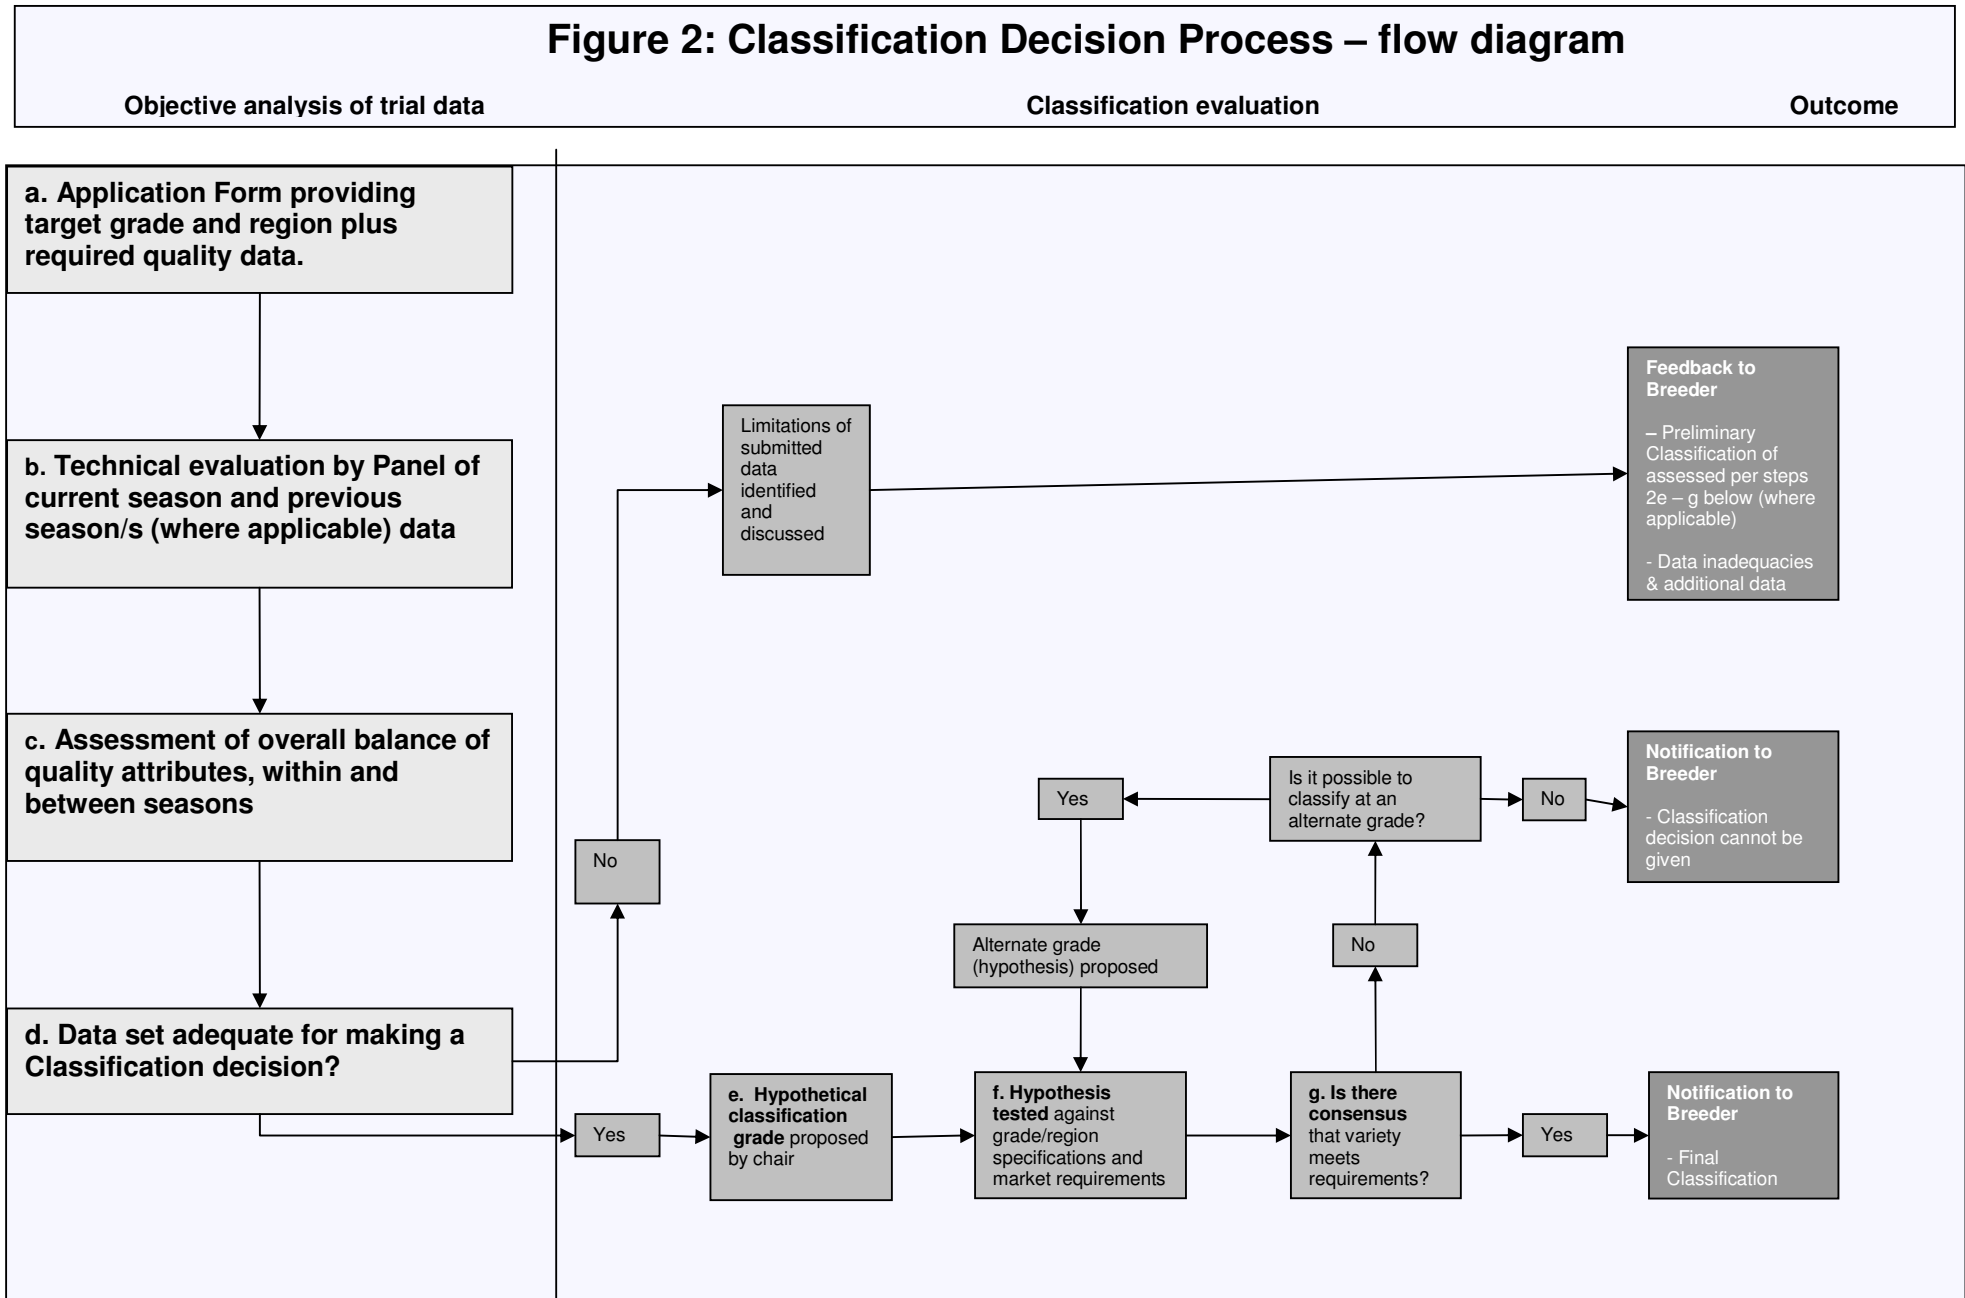 Figure 2: Classification Decision Process – flow diagram
Objective analysis of trial data
Classification evaluation
Outcome
a. Application Form providing
target grade and region plus
required quality data.
b. Technical evaluation by Panel of
current season and previous
season/s (where applicable) data
c. Assessment of overall balance of
quality attributes, within and
between seasons
d. Data set adequate for making a
Classification decision?
No
Limitations of
submitted
data
identified
and
discussed
Feedback to
Breeder
– Preliminary
Classification of
assessed per steps
2e – g below (where
applicable)
- Data inadequacies
& additional data
Yes
e. Hypothetical
classification
grade proposed
by chair
f. Hypothesis
tested against
grade/region
specifications and
market requirements
g. Is there
consensus
that variety
meets
requirements?
Yes
Notification to
Breeder
- Final
Classification
No
Is it possible to
classify at an
alternate grade?
No
Notification to
Breeder
- Classification
decision cannot be
given
Yes
Alternate grade
(hypothesis) proposed